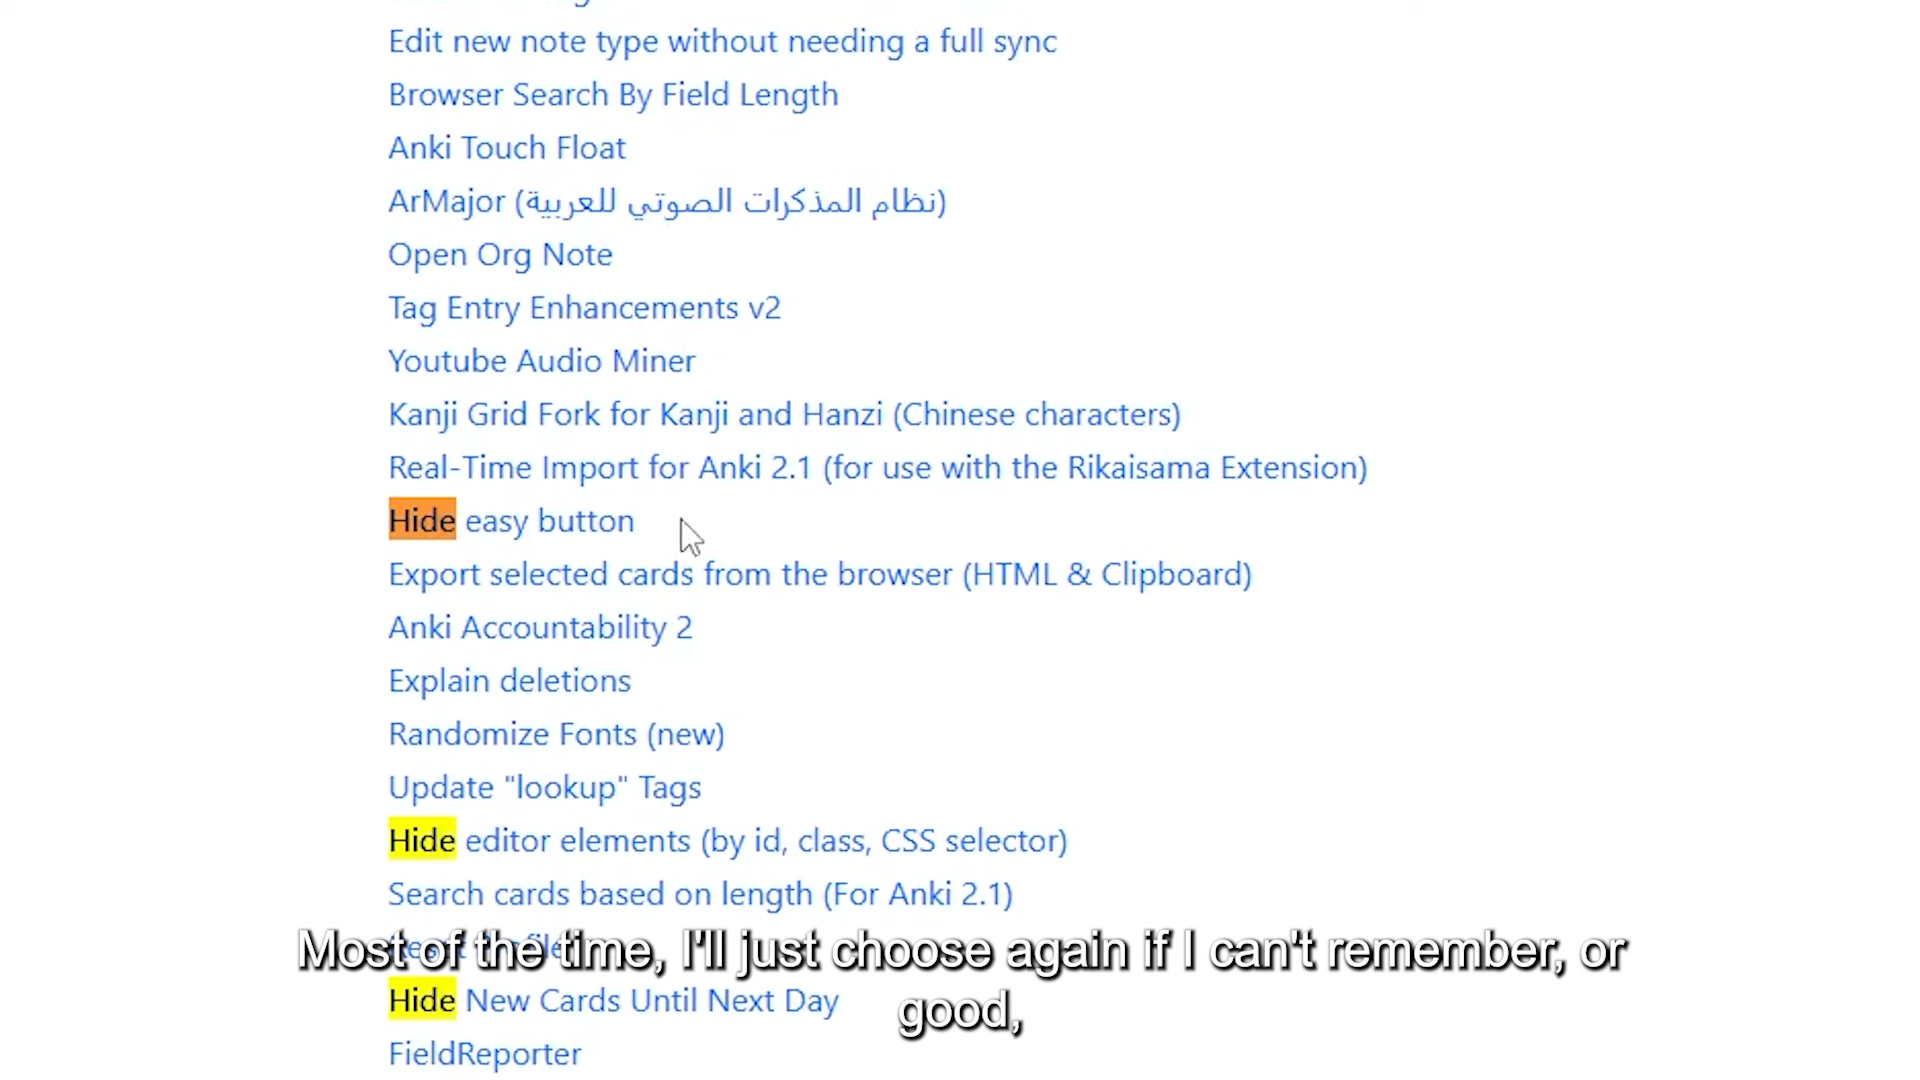 Edit new note type without needing a full sync
Browser Search By Field Length
Anki Touch Float
ArMajor (نظام المذكرات الصوتي للعربية)
Open Org Note
Tag Entry Enhancements v2
Youtube Audio Miner
Kanji Grid Fork for Kanji and Hanzi (Chinese characters)
Real-Time Import for Anki 2.1 (for use with the Rikaisama Extension)
Hide easy button
Export selected cards from the browser (HTML & Clipboard)
Anki Accountability 2
Explain deletions
Randomize Fonts (new)
Update "lookup" Tags
Hide editor elements (by id, class, CSS selector)
Search cards based on length (For Anki 2.1)
Most of the time, I'll just choose again if I can't remember, or
good,
Hide New Cards Until Next Day
FieldReporter